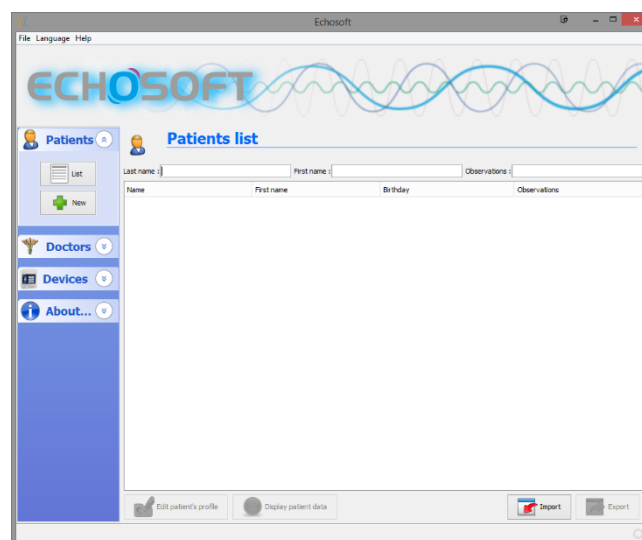 Echosoft
File Language Help
ECHOSOFT
Patients
List
New
Doctors
Devices
About...
Patients list
Last name : First name : Observations :
Name First name Birthday Observations
Edit patient's profile Display patient data Import Export